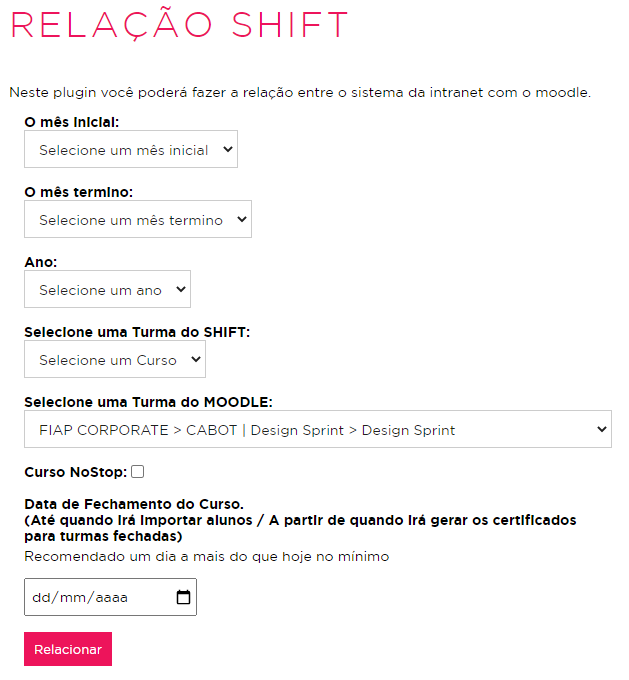 RELAÇÃO SHIFT
Neste plugin você poderá fazer a relação entre o sistema da intranet com o moodle.
O mês inicial:
Selecione um mês inicial
O mês termino:
Selecione um mês termino
Ano:
Selecione um ano
Selecione uma Turma do SHIFT:
Selecione um Curso
Selecione uma Turma do MOODLE:
FIAP CORPORATE > CABOT | Design Sprint > Design Sprint
Curso NoStop:
Data de Fechamento do Curso.
(Até quando irá importar alunos / A partir de quando irá gerar os certificados
para turmas fechadas)
Recomendado um dia a mais do que hoje no mínimo
dd/mm/aaaa
Relacionar